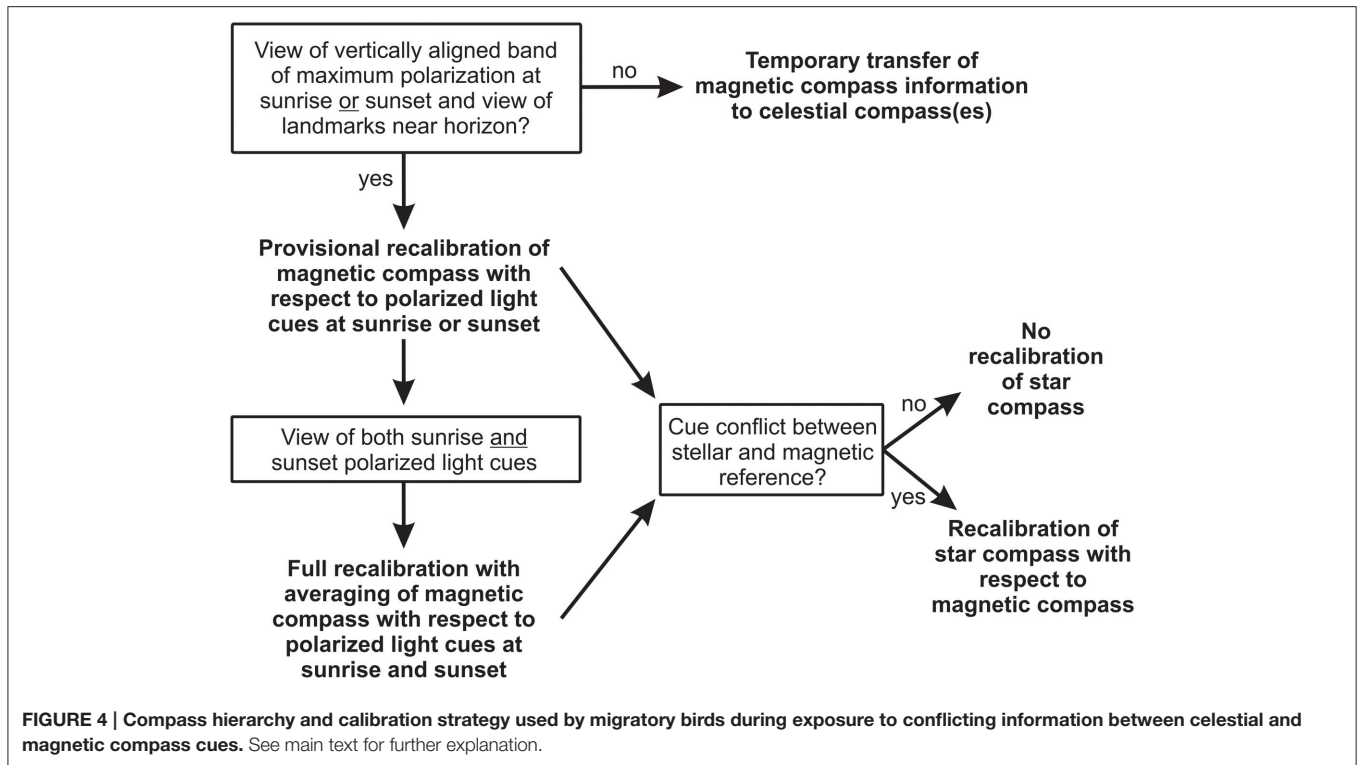 View of vertically aligned band
of maximum polarization at
sunrise or sunset and view of
landmarks near horizon?
no
Temporary transfer of
magnetic compass information
to celestial compass(es)
yes
Provisional recalibration of
magnetic compass with
respect to polarized light
cues at sunrise or sunset
View of both sunrise and
sunset polarized light cues
Full recalibration with
averaging of magnetic
compass with respect to
polarized light cues at
sunrise and sunset
Cue conflict between
stellar and magnetic
reference?
no
No
recalibration
of star
compass
yes
Recalibration of
star compass with
respect to
magnetic compass
FIGURE 4 | Compass hierarchy and calibration strategy used by migratory birds during exposure to conflicting information between celestial and
magnetic compass cues. See main text for further explanation.